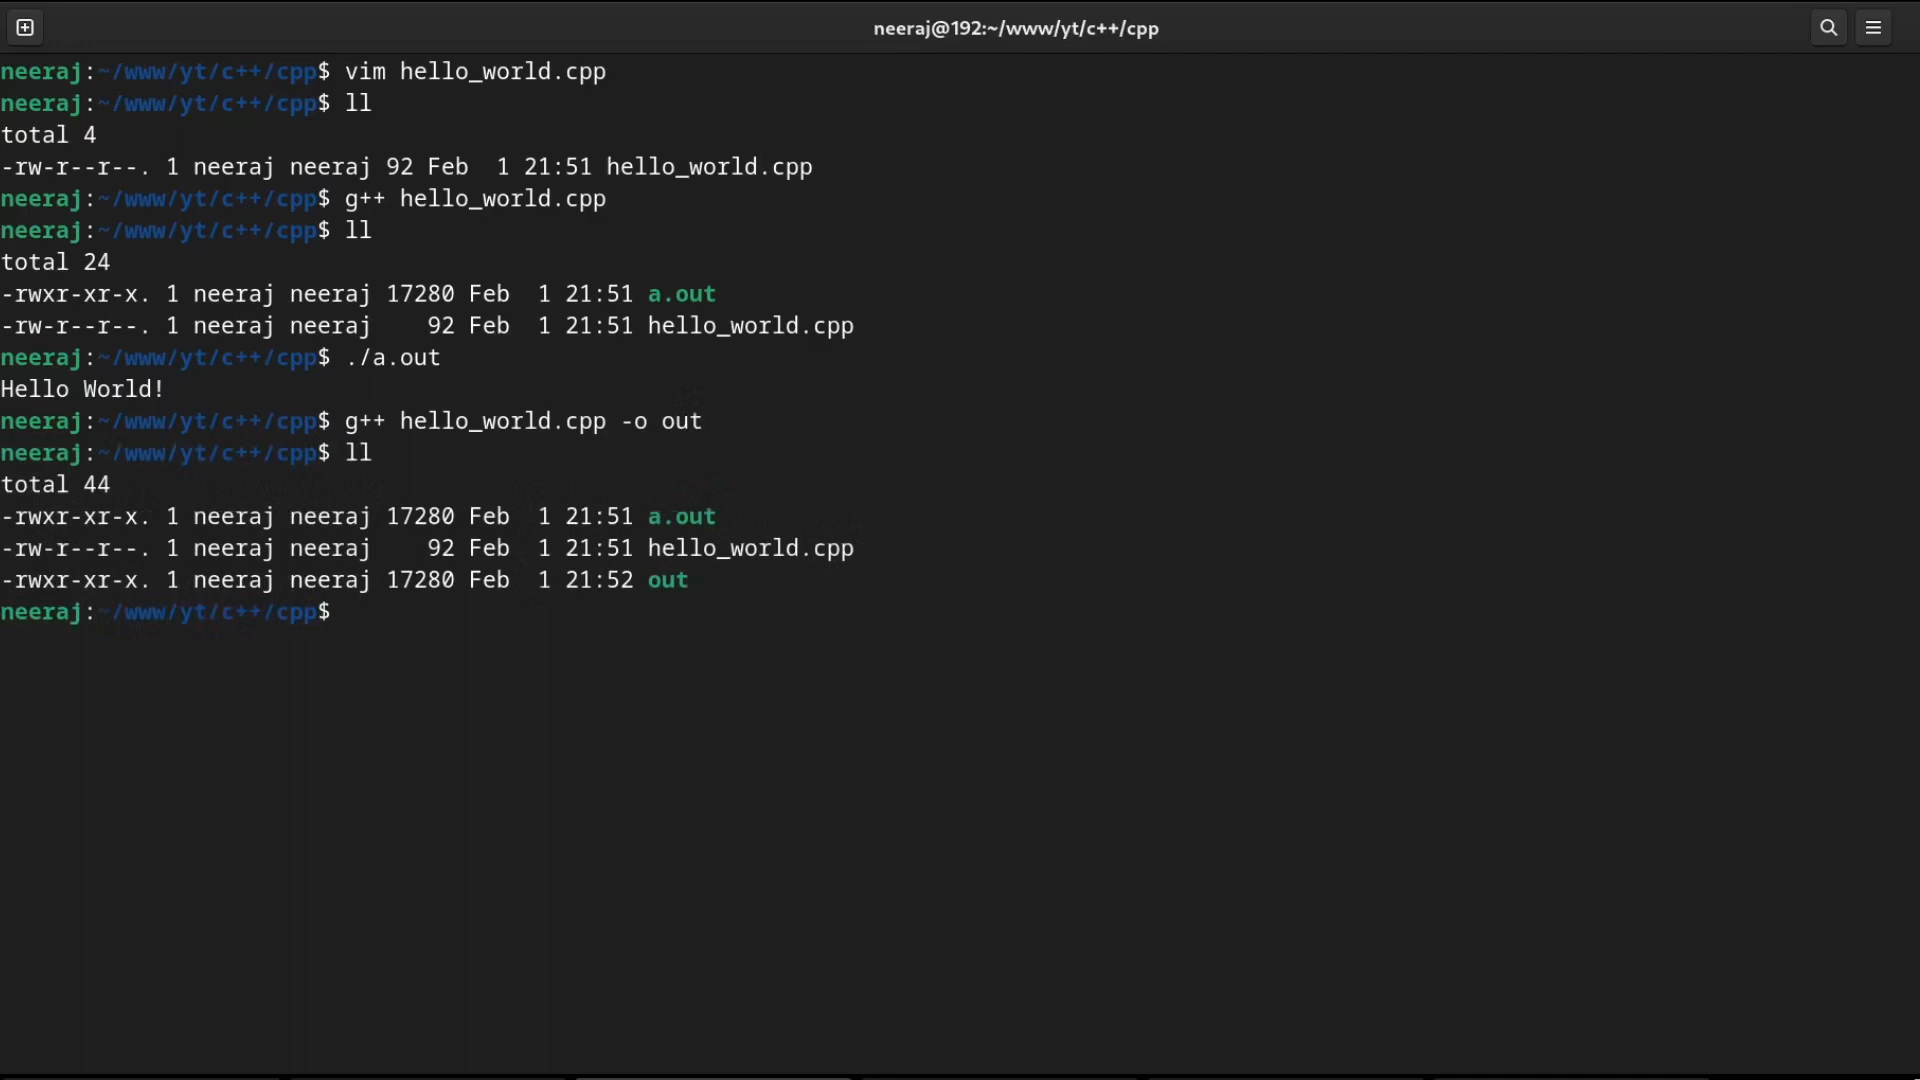 neeraj@192:~/www/yt/c++/cpp
neeraj:~/www/yt/c++/cpp$ vim hello_world.cpp
neeraj:~/www/yt/c++/cpp$ ll
total 4
-rw-r--r--. 1 neeraj neeraj 92 Feb  1 21:51 hello_world.cpp
neeraj:~/www/yt/c++/cpp$ g++ hello_world.cpp
neeraj:~/www/yt/c++/cpp$ ll
total 24
-rwxr-xr-x. 1 neeraj neeraj 17280 Feb  1 21:51 a.out
-rw-r--r--. 1 neeraj neeraj    92 Feb  1 21:51 hello_world.cpp
neeraj:~/www/yt/c++/cpp$ ./a.out
Hello World!
neeraj:~/www/yt/c++/cpp$ g++ hello_world.cpp -o out
neeraj:~/www/yt/c++/cpp$ ll
total 44
-rwxr-xr-x. 1 neeraj neeraj 17280 Feb  1 21:51 a.out
-rw-r--r--. 1 neeraj neeraj    92 Feb  1 21:51 hello_world.cpp
-rwxr-xr-x. 1 neeraj neeraj 17280 Feb  1 21:52 out
neeraj:~/www/yt/c++/cpp$